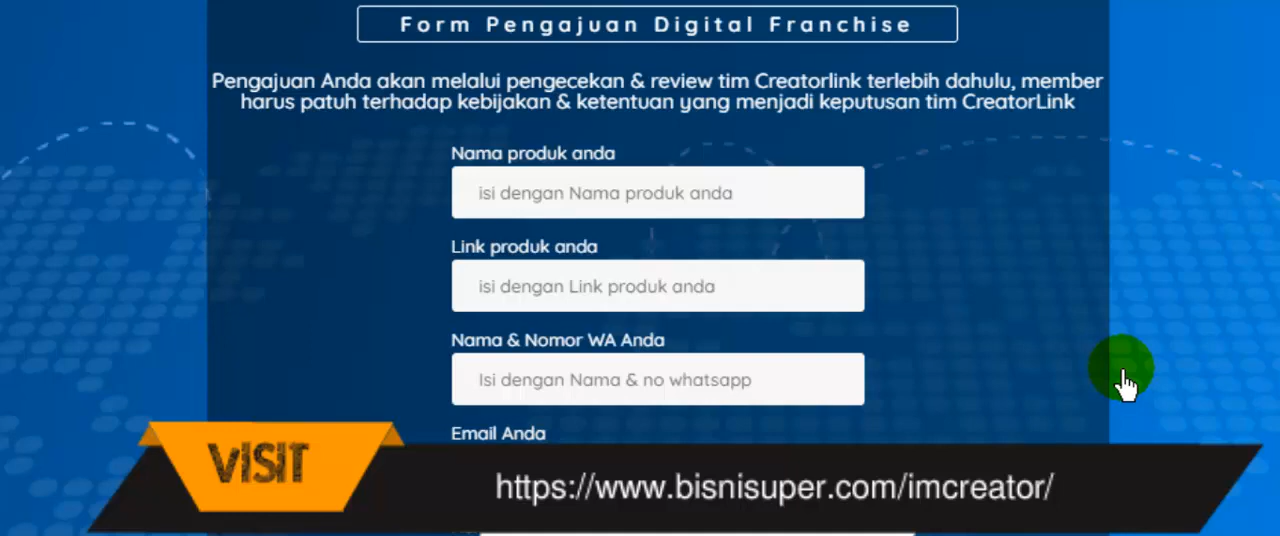 Form Pengajuan Digital Franchise
Pengajuan Anda akan melalui pengecekan & review tim Creatorlink terlebih dahulu, member
harus patuh terhadap kebijakan & ketentuan yang menjadi keputusan tim CreatorLink
Nama produk anda
isi dengan Nama produk anda
Link produk anda
isi dengan Link produk anda
Nama & Nomor WA Anda
Isi dengan Nama & no whatsapp
Email Anda
VISIT
https://www.bisnisuper.com/imcreator/